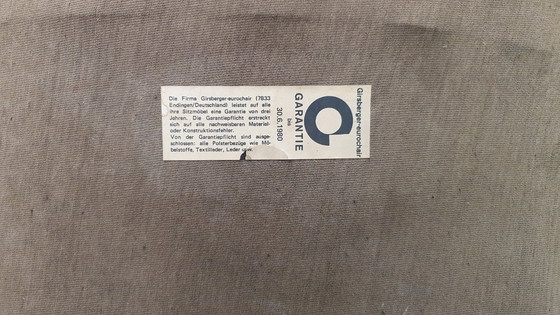 Die Firma Girsberger-eurochair (7833
Endingen/Deutschland) leistet auf alle
ihre Sitzmöbel eine Garantie von drei
Jahren. Die Garantiepflicht erstreckt
sich auf alle nachweisbaren Material-
oder Konstruktionsfehler.
Von der Garantiepflicht sind ausge-
schlossen: alle Polsterbezüge wie Mö-
belstoffe, Textilleder, Leder usw.
Girsberger-eurochair
GARANTIE
bis
30.6.1980